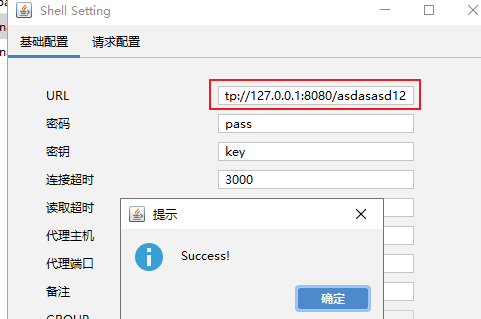 Shell Setting
基础配置 请求配置
URL tp://127.0.0.1:8080/asdasasd12
密码 pass
密钥 key
连接超时 3000
读取超时
提示
代理主机
代理端口
Success!
备注
确定
GROUP